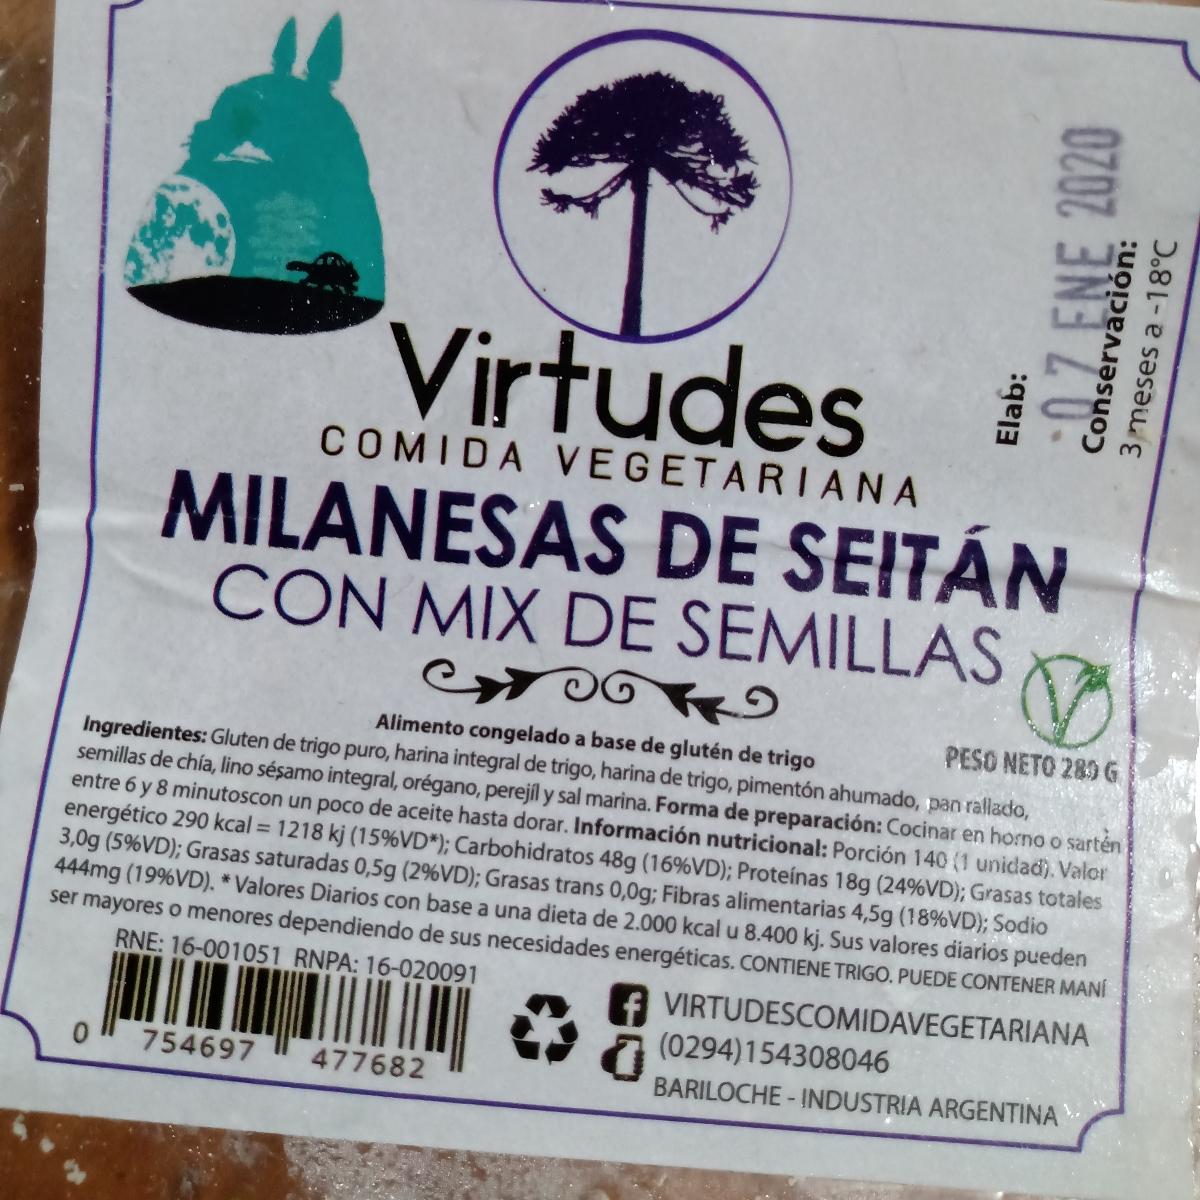 Virtudes
COMIDA VEGETARIANA
MILANESAS DE SEITÁN
CON MIX DE SEMILLAS
Elab:
07 ENE 2020
Conservación:
3 meses a -18°C
Alimento congelado a base de glutén de trigo
PESO NETO 280 G
Ingredientes: Gluten de trigo puro, harina integral de trigo, harina de trigo, pimentón ahumado, pan rallado,
semillas de chía, lino sésamo integral, orégano, perejíl y sal marina. Forma de preparación: Cocinar en horno o sartén
entre 6 y 8 minutoscon un poco de aceite hasta dorar. Información nutricional: Porción 140 (1 unidad). Valor
energético 290 kcal = 1218 kj (15%VD*); Carbohidratos 48g (16%VD); Proteínas 18g (24%VD); Grasas totales
3,0g (5%VD); Grasas saturadas 0,5g (2%VD); Grasas trans 0,0g; Fibras alimentarias 4,5g (18%VD); Sodio
444mg (19%VD). * Valores Diarios con base a una dieta de 2.000 kcal u 8.400 kj. Sus valores diarios pueden
ser mayores o menores dependiendo de sus necesidades energéticas. CONTIENE TRIGO. PUEDE CONTENER MANÍ
RNE: 16-001051 RNPA: 16-020091
0 754697 477682
VIRTUDESCOMIDAVEGETARIANA
(0294)154308046
BARILOCHE - INDUSTRIA ARGENTINA